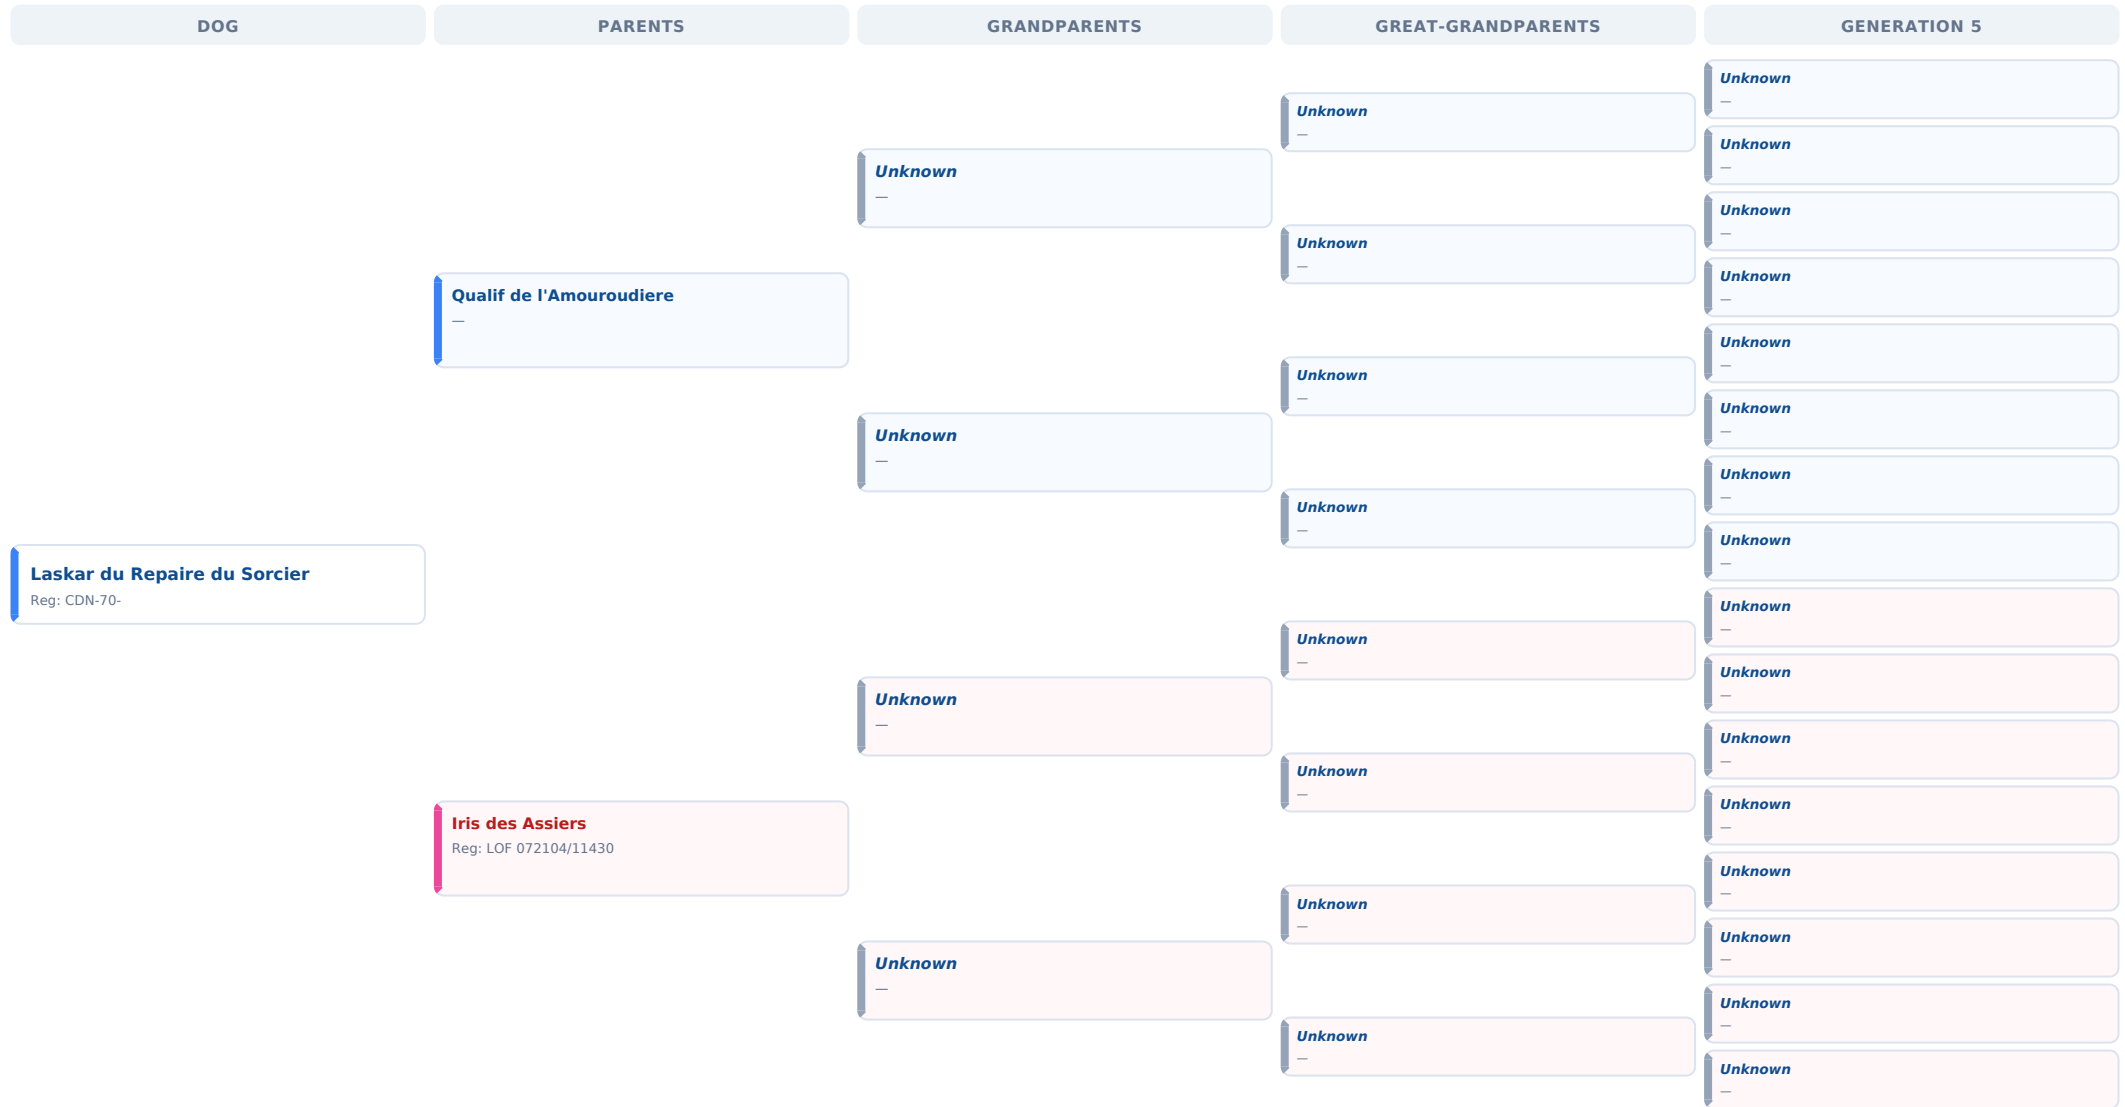 DOG
PARENTS
GRANDPARENTS
GREAT-GRANDPARENTS
GENERATION 5
Laskar du Repaire du Sorcier
Reg: CDN-70-
Qualif de l'Amouroudiere
—
Iris des Assiers
Reg: LOF 072104/11430
Unknown
—
Unknown
—
Unknown
—
Unknown
—
Unknown
—
Unknown
—
Unknown
—
Unknown
—
Unknown
—
Unknown
—
Unknown
—
Unknown
—
Unknown
—
Unknown
—
Unknown
—
Unknown
—
Unknown
—
Unknown
—
Unknown
—
Unknown
—
Unknown
—
Unknown
—
Unknown
—
Unknown
—
Unknown
—
Unknown
—
Unknown
—
Unknown
—